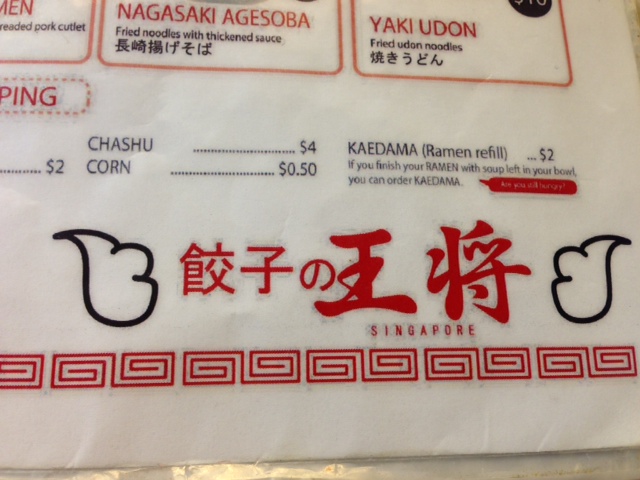 MEN
NAGASAKI AGESOBA
YAKI UDON
readed pork cutlet
Fried noodles with thickened sauce
Fried udon noodles
長崎揚げそば
焼きうどん
PING
............ $2
CHASHU ............................ $4
CORN ................................ $0.50
KAEDAMA (Ramen refill) ... $2
If you finish your RAMEN with soup left in your bowl,
you can order KAEDAMA.
Are you still hungry?
餃子の王将
SINGAPORE